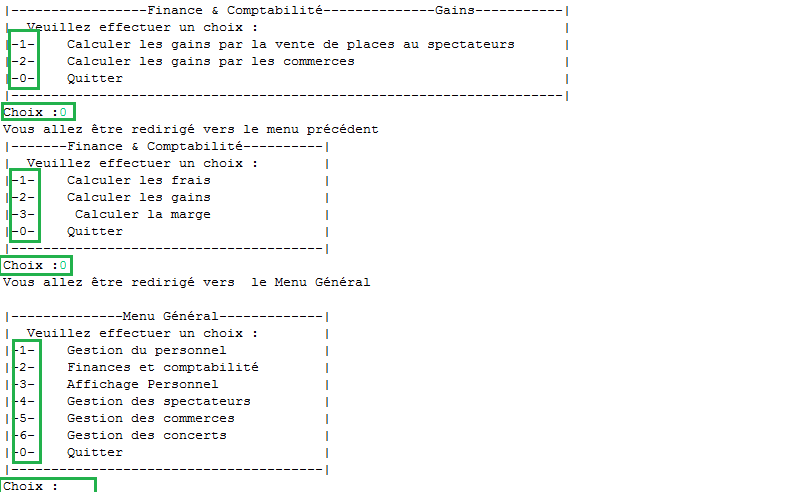 |-----------------Finance & Comptabilité--------------Gains-----------|
|  Veuillez effectuer un choix :                                      |
|-1-    Calculer les gains par la vente de places au spectateurs      |
|-2-    Calculer les gains par les commerces                          |
|-0-    Quitter                                                       |
|---------------------------------------------------------------------|
Choix :0
Vous allez être redirigé vers le menu précédent
|-------Finance & Comptabilité----------|
|  Veuillez effectuer un choix :        |
|-1-    Calculer les frais              |
|-2-    Calculer les gains              |
|-3-     Calculer la marge              |
|-0-    Quitter                         |
|---------------------------------------|
Choix :0
Vous allez être redirigé vers  le Menu Général

|--------------Menu Général-------------|
|  Veuillez effectuer un choix :        |
|-1-    Gestion du personnel            |
|-2-    Finances et comptabilité        |
|-3-    Affichage Personnel             |
|-4-    Gestion des spectateurs         |
|-5-    Gestion des commerces           |
|-6-    Gestion des concerts            |
|-0-    Quitter                         |
|---------------------------------------|
Choix :